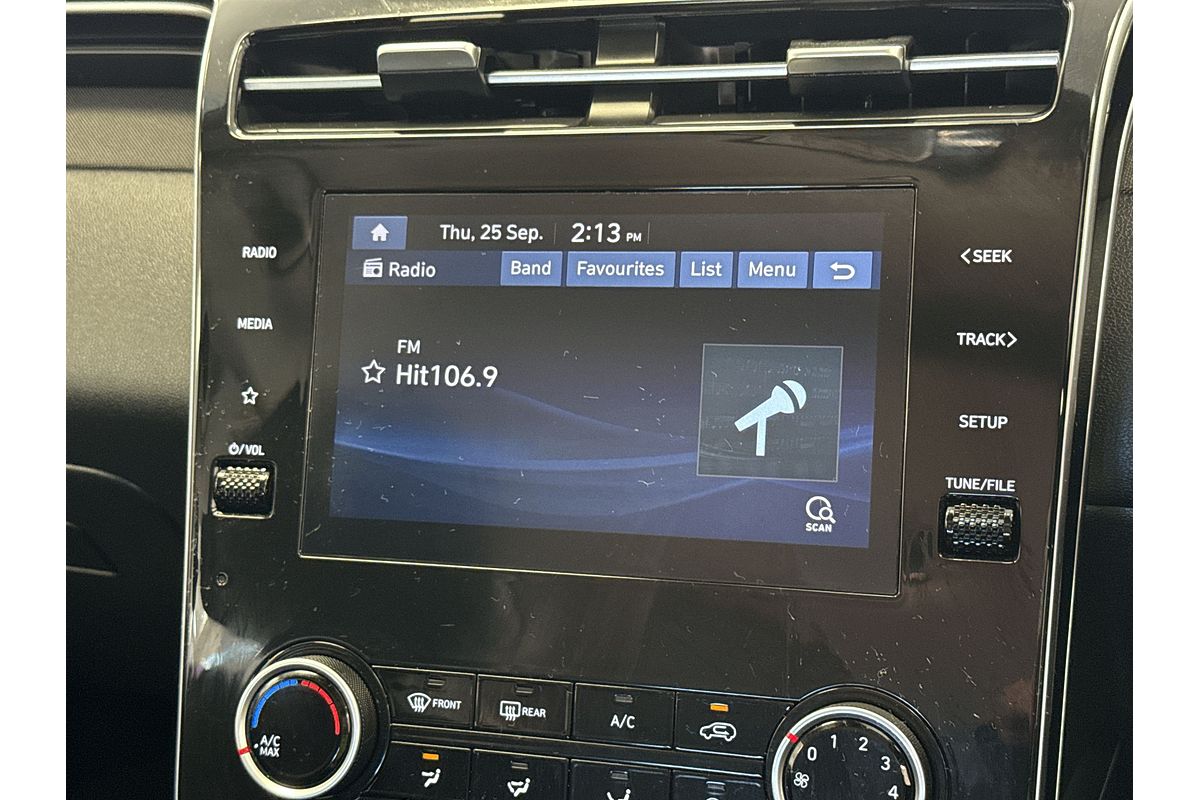 Thu, 25 Sep. 2:13 PM
RADIO
Radio Band Favourites List Menu
<SEEK
MEDIA
TRACK>
FM
Hit106.9
SETUP
/VOL
TUNE/FILE
SCAN
FRONT
REAR
A/C
A/C
MAX
0 1 2 3 4